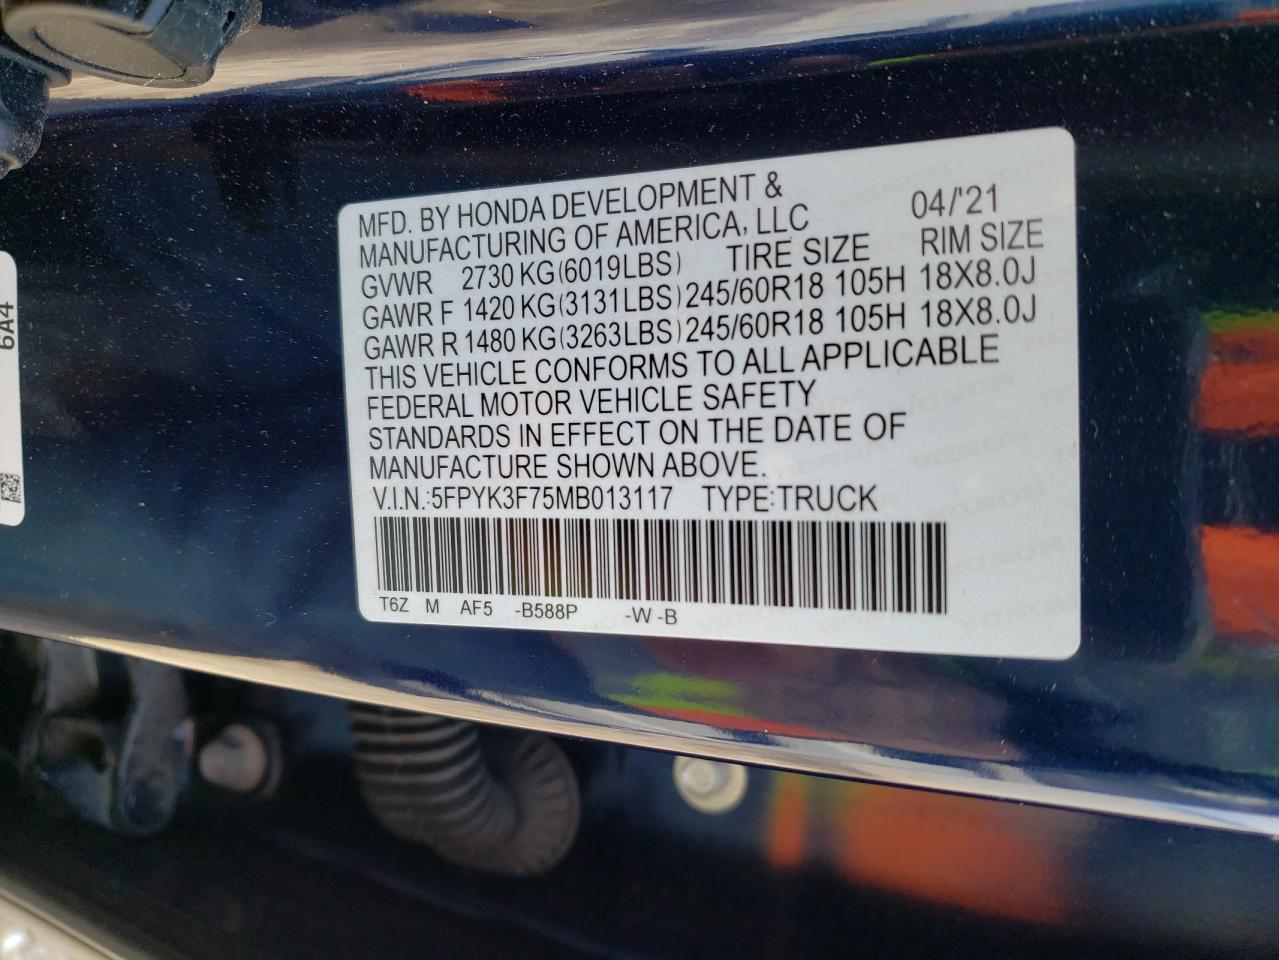 MFD. BY HONDA DEVELOPMENT &
MANUFACTURING OF AMERICA, LLC 04/'21
GVWR 2730 KG(6019LBS) TIRE SIZE RIM SIZE
GAWR F 1420 KG(3131LBS) 245/60R18 105H 18X8.0J
GAWR R 1480 KG(3263LBS) 245/60R18 105H 18X8.0J
THIS VEHICLE CONFORMS TO ALL APPLICABLE
FEDERAL MOTOR VEHICLE SAFETY
STANDARDS IN EFFECT ON THE DATE OF
MANUFACTURE SHOWN ABOVE.
V.I.N.:5FPYK3F75MB013117 TYPE:TRUCK
T6Z M AF5 -B588P -W -B
6A4